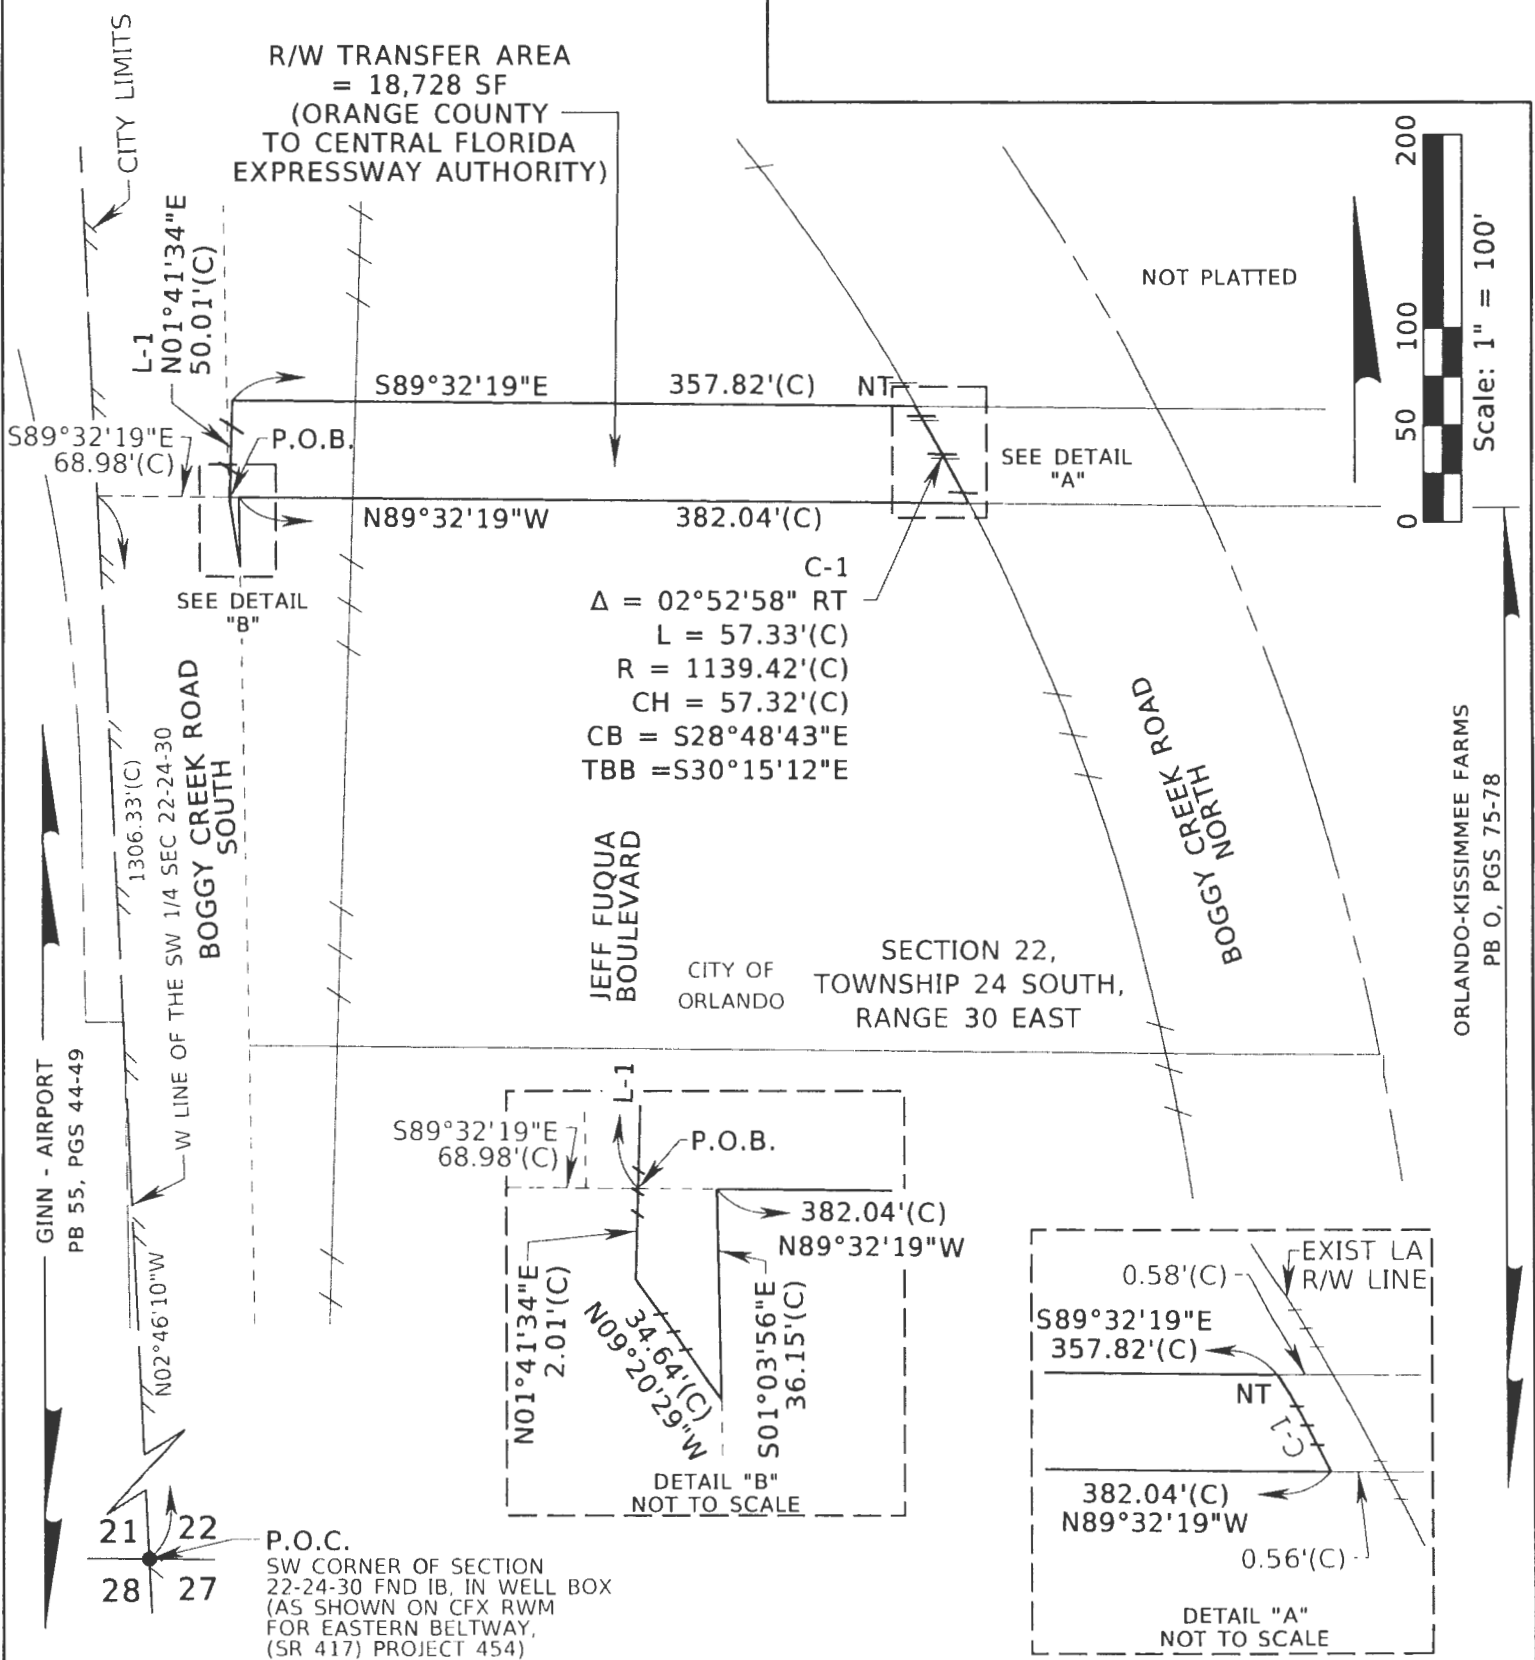 CITY LIMITS
R/W TRANSFER AREA
= 18,728 SF
(ORANGE COUNTY
TO CENTRAL FLORIDA
EXPRESSWAY AUTHORITY)
L-1
N01°41'34"E
50.01'(C)
NOT PLATTED
200
100
50
0
Scale: 1" = 100'
S89°32'19"E
357.82'(C)
NT
S89°32'19"E
68.98'(C)
P.O.B.
SEE DETAIL
"A"
N89°32'19"W
382.04'(C)
SEE DETAIL
"B"
C-1
Δ = 02°52'58" RT
L = 57.33'(C)
R = 1139.42'(C)
CH = 57.32'(C)
CB = S28°48'43"E
TBB =S30°15'12"E
BOGGY CREEK ROAD
SOUTH
1306.33'(C)
W LINE OF THE SW 1/4 SEC 22-24-30
BOGGY CREEK ROAD
NORTH
ORLANDO-KISSIMMEE FARMS
PB O, PGS 75-78
JEFF FUQUA
BOULEVARD
CITY OF
ORLANDO
SECTION 22,
TOWNSHIP 24 SOUTH,
RANGE 30 EAST
GINN - AIRPORT
PB 55, PGS 44-49
N02°46'10"W
L-1
S89°32'19"E
68.98'(C)
P.O.B.
382.04'(C)
N89°32'19"W
N01°41'34"E
2.01'(C)
34.64'(C)
N09°20'29"W
S01°03'56"E
36.15'(C)
DETAIL "B"
NOT TO SCALE
EXIST LA
R/W LINE
0.58'(C)
S89°32'19"E
357.82'(C)
NT
C-1
382.04'(C)
N89°32'19"W
0.56'(C)
DETAIL "A"
NOT TO SCALE
21 22
28 27
P.O.C.
SW CORNER OF SECTION
22-24-30 FND IB, IN WELL BOX
(AS SHOWN ON CFX RWM
FOR EASTERN BELTWAY,
(SR 417) PROJECT 454)